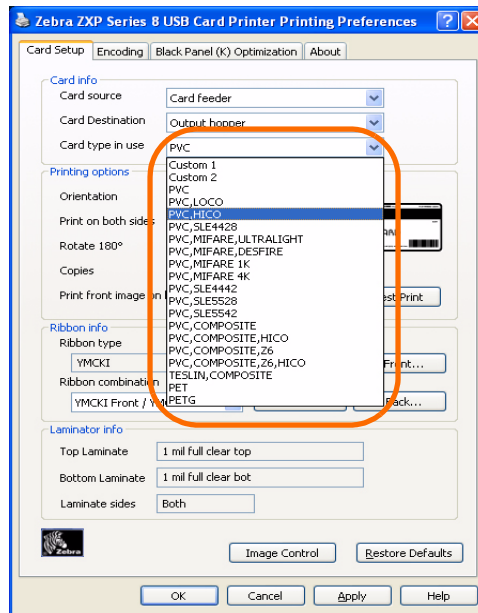 Zebra ZXP Series 8 USB Card Printer Printing Preferences
Card Setup Encoding Black Panel (K) Optimization About
Card info
Card source Card feeder
Card Destination Output hopper
Card type in use PVC
Custom 1
Custom 2
PVC
PVC,LOCO
PVC,HICO
PVC,SLE4428
PVC,MIFARE,ULTRALIGHT
PVC,MIFARE,DESFIRE
PVC,MIFARE 1K
PVC,MIFARE 4K
PVC,SLE4442
PVC,SLE5528
PVC,SLE5542
PVC,COMPOSITE
PVC,COMPOSITE,HICO
PVC,COMPOSITE,Z6
PVC,COMPOSITE,Z6,HICO
TESLIN,COMPOSITE
PET
PETG
Printing options
Orientation
Print on both sides
Rotate 180°
Copies
Print front image on
Print
Ribbon info
Ribbon type
YMCKI
Front...
Ribbon combination
YMCKI Front /
Back...
Laminator info
Top Laminate 1 mil full clear top
Bottom Laminate 1 mil full clear bot
Laminate sides Both
Zebra
Image Control Restore Defaults
OK Cancel Apply Help